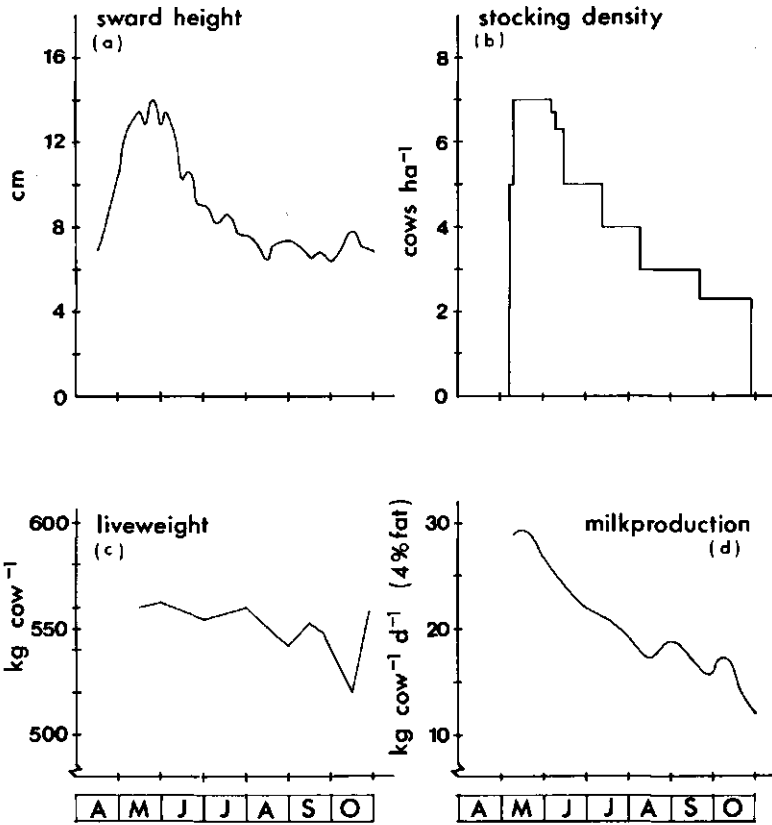 sward height
(a)
16
12
8
4
0
cm
stocking density
(b)
8
6
4
2
0
cows ha⁻¹
liveweight
(c)
600
550
500
kg cow⁻¹
milkproduction
(d)
30
20
10
kg cow⁻¹ d⁻¹ (4% fat)
A M J J A S O
A M J J A S O